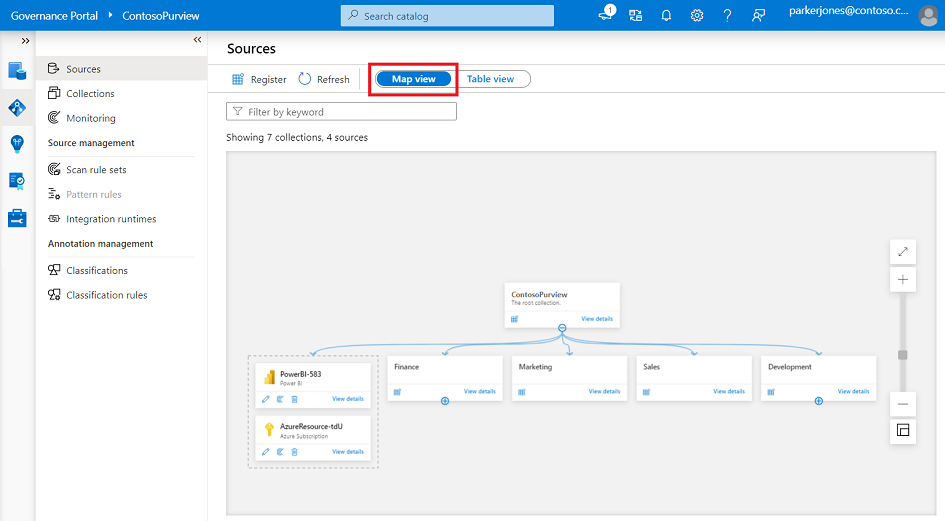 Governance Portal ContosoPurview
Search catalog
1
parkerjones@contoso.c...
Sources
Collections
Monitoring
Source management
Scan rule sets
Pattern rules
Integration runtimes
Annotation management
Classifications
Classification rules
Sources
Register Refresh Map view Table view
Filter by keyword
Showing 7 collections, 4 sources
ContosoPurview
The root collection.
View details
PowerBI-583
Power BI
View details
AzureResource-tdU
Azure Subscription
View details
Finance
View details
Marketing
View details
Sales
View details
Development
View details